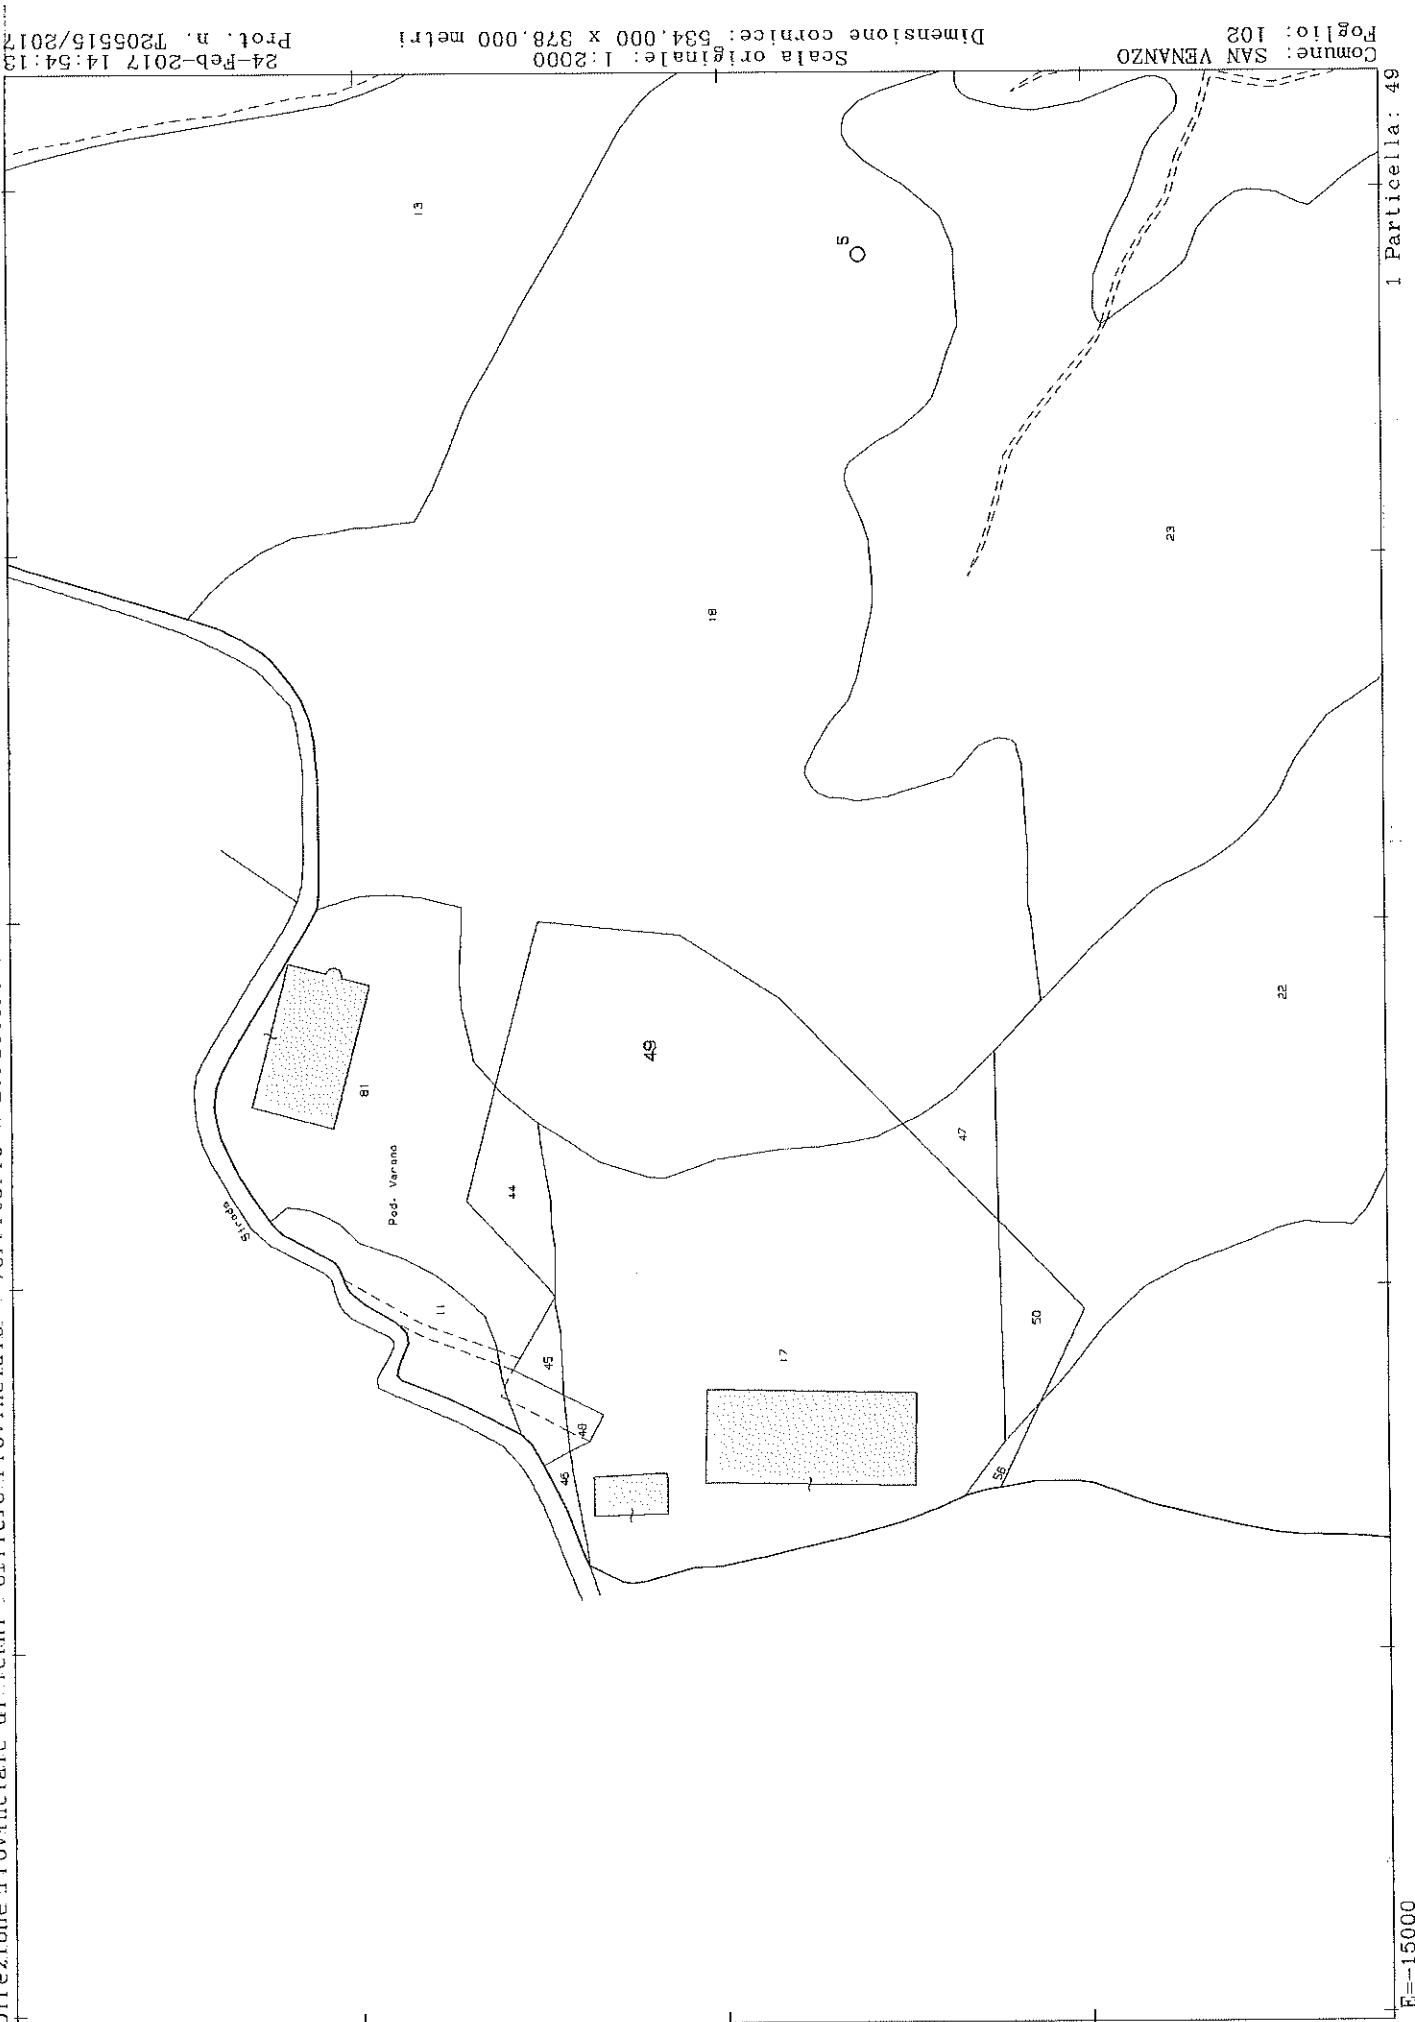 Comune: SAN VENANZO
Foglio: 102
Scala originale: 1:2000
Dimensione cornice: 534.000 x 378.000 metri
24-Feb-2017 14:54:13
Prot. n. T205515/2017
1 Particella: 49
E=-15000
13
5
18
23
81
Pod. Varano
Strada
49
22
44
47
11
45
50
17
48
46
56